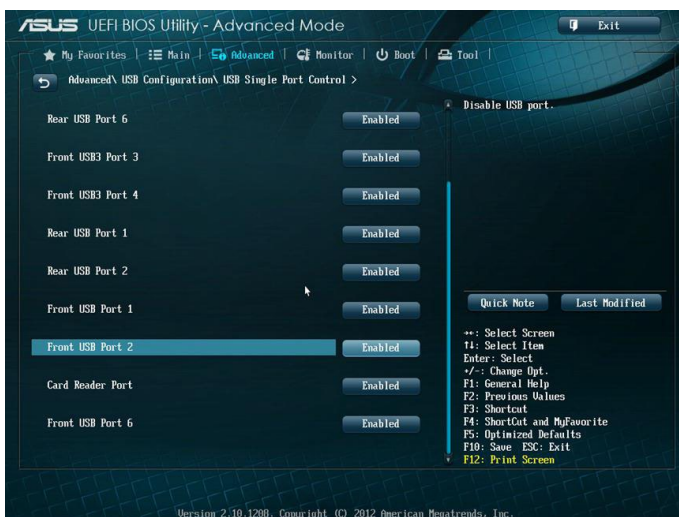 ASUS UEFI BIOS Utility - Advanced Mode
Exit
My Favorites | Main | Advanced | Monitor | Boot | Tool |
Advanced\ USB Configuration\ USB Single Port Control >
Rear USB Port 6 Enabled
Front USB3 Port 3 Enabled
Front USB3 Port 4 Enabled
Rear USB Port 1 Enabled
Rear USB Port 2 Enabled
Front USB Port 1 Enabled
Front USB Port 2 Enabled
Card Reader Port Enabled
Front USB Port 6 Enabled
Disable USB port.
Quick Note Last Modified
→←: Select Screen
↑↓: Select Item
Enter: Select
+/-: Change Opt.
F1: General Help
F2: Previous Values
F3: Shortcut
F4: ShortCut and MyFavorite
F5: Optimized Defaults
F10: Save ESC: Exit
F12: Print Screen
Version 2.10.1208. Copyright (C) 2012 American Megatrends, Inc.